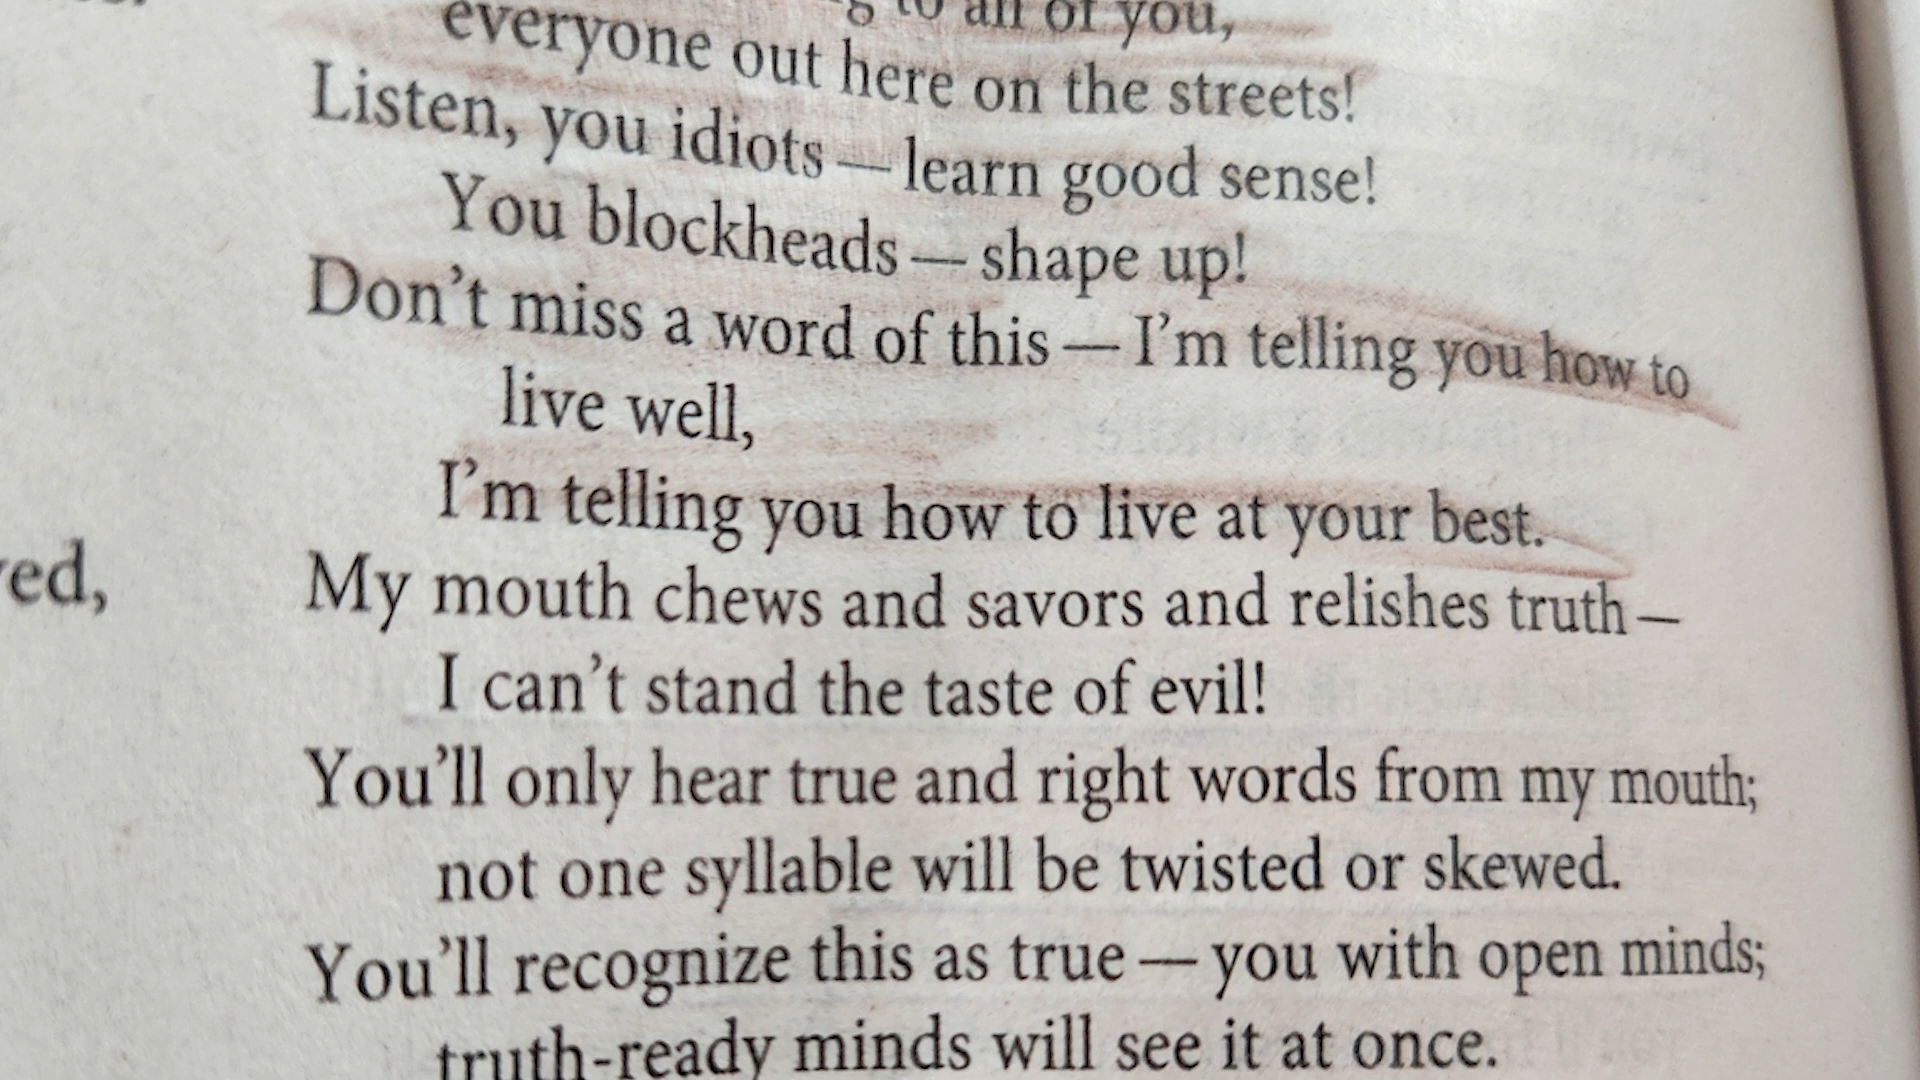 to all of you,
everyone out here on the streets!
Listen, you idiots—learn good sense!
You blockheads—shape up!
Don't miss a word of this—I'm telling you how to
live well,
I'm telling you how to live at your best.
My mouth chews and savors and relishes truth—
I can't stand the taste of evil!
You'll only hear true and right words from my mouth;
not one syllable will be twisted or skewed.
You'll recognize this as true—you with open minds;
truth-ready minds will see it at once.